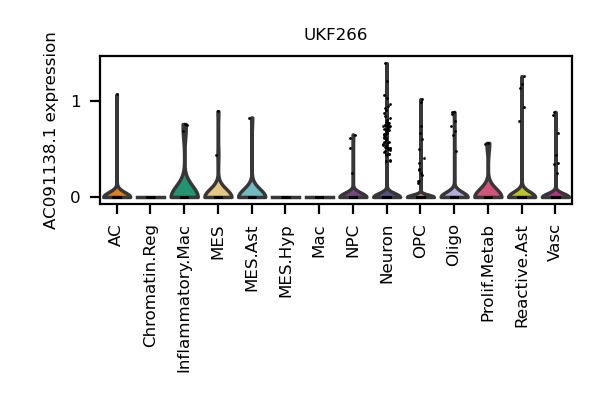 UKF266
AC091138.1 expression
1
0
AC
Chromatin.Reg
Inflammatory.Mac
MES
MES.Ast
MES.Hyp
Mac
NPC
Neuron
OPC
Oligo
Prolif.Metab
Reactive.Ast
Vasc